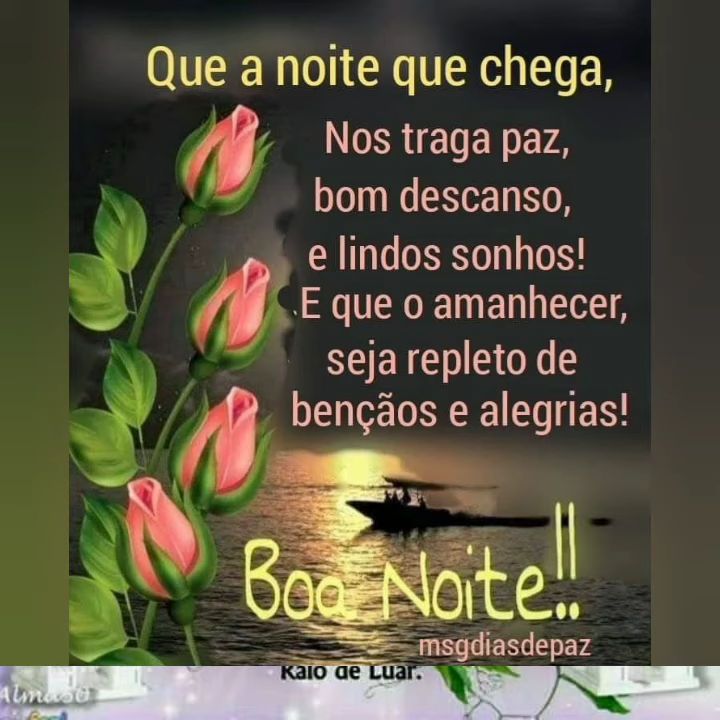 Que a noite que chega,
Nos traga paz,
bom descanso,
e lindos sonhos!
.E que o amanhecer,
seja repleto de
bençãos e alegrias!
Boa Noite!!
msgdiasdepaz
Raio de Luar.